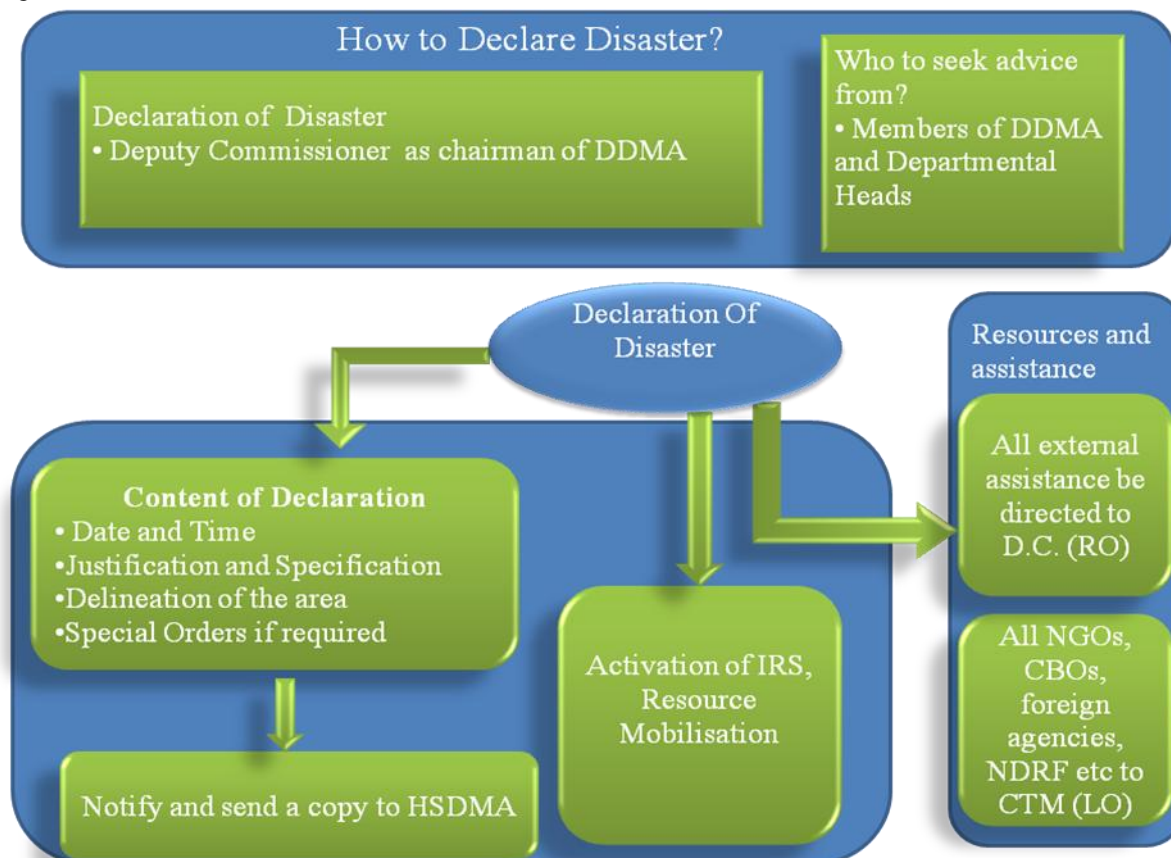 How to Declare Disaster?
Declaration of Disaster
• Deputy Commissioner as chairman of DDMA
Who to seek advice
from?
• Members of DDMA
and Departmental
Heads
Declaration Of
Disaster
Content of Declaration
• Date and Time
•Justification and Specification
•Delineation of the area
•Special Orders if required
Notify and send a copy to HSDMA
Activation of IRS,
Resource
Mobilisation
Resources and
assistance
All external
assistance be
directed to
D.C. (RO)
All NGOs,
CBOs,
foreign
agencies,
NDRF etc to
CTM (LO)